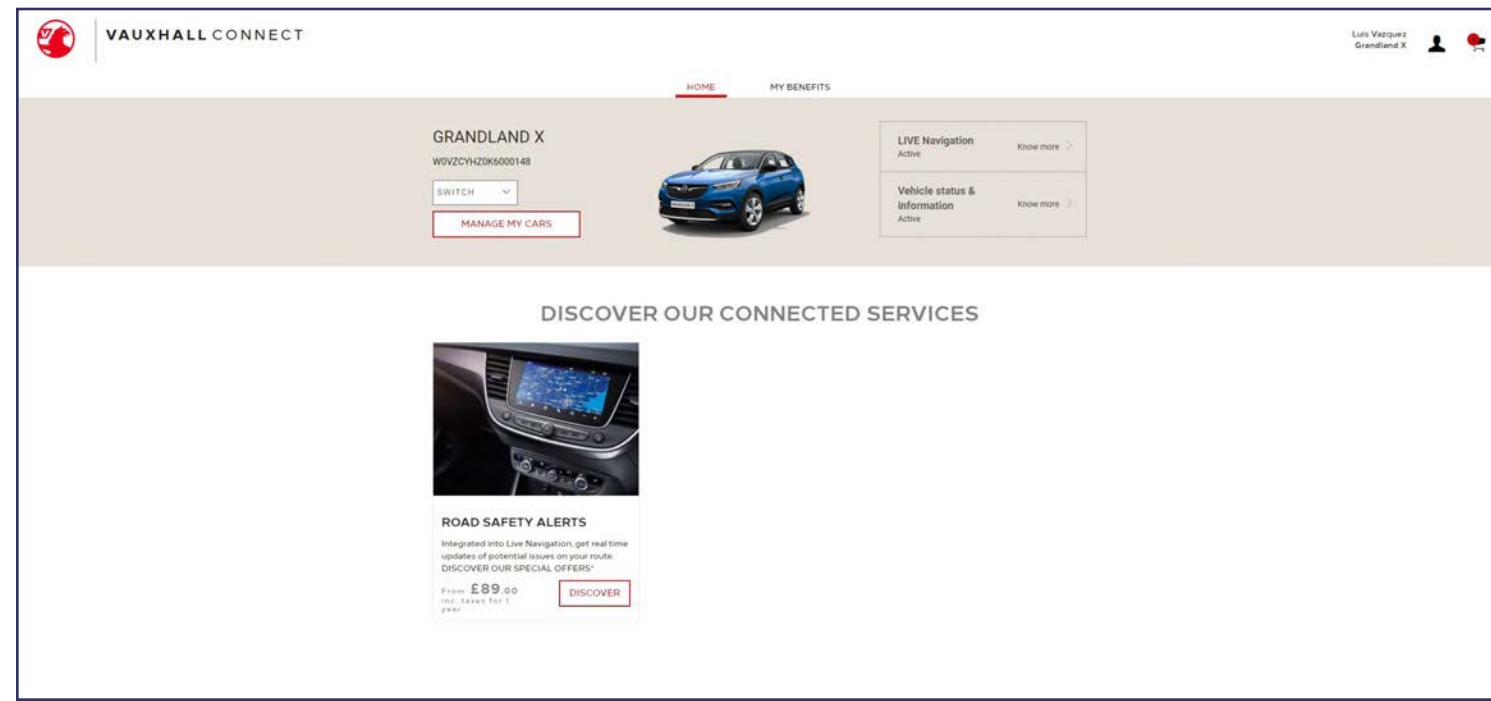 VAUXHALL CONNECT
Luis Vazquez
Grandland X
HOME
MY BENEFITS
GRANDLAND X
W0VZCYHZ0K6000148
SWITCH
MANAGE MY CARS
LIVE Navigation
Active
Know more
Vehicle status &
information
Active
Know more
DISCOVER OUR CONNECTED SERVICES
ROAD SAFETY ALERTS
Integrated into Live Navigation, get real time
updates of potential issues on your route.
DISCOVER OUR SPECIAL OFFERS*
From £89.00
inc. taxes for 1
year
DISCOVER